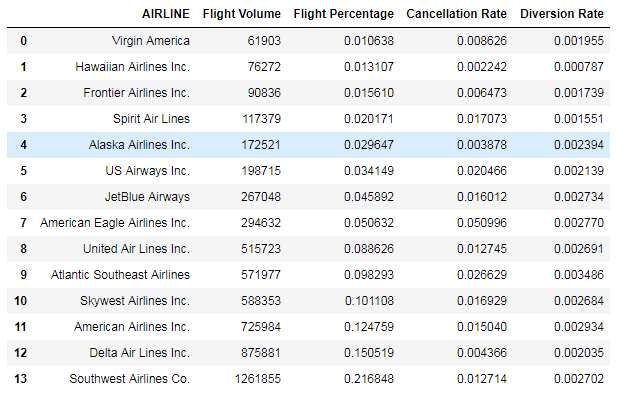 AIRLINE Flight Volume Flight Percentage Cancellation Rate Diversion Rate
0 Virgin America 61903 0.010638 0.008626 0.001955
1 Hawaiian Airlines Inc. 76272 0.013107 0.002242 0.000787
2 Frontier Airlines Inc. 90836 0.015610 0.006473 0.001739
3 Spirit Air Lines 117379 0.020171 0.017073 0.001551
4 Alaska Airlines Inc. 172521 0.029647 0.003878 0.002394
5 US Airways Inc. 198715 0.034149 0.020466 0.002139
6 JetBlue Airways 267048 0.045892 0.016012 0.002734
7 American Eagle Airlines Inc. 294632 0.050632 0.050996 0.002770
8 United Air Lines Inc. 515723 0.088626 0.012745 0.002691
9 Atlantic Southeast Airlines 571977 0.098293 0.026629 0.003486
10 Skywest Airlines Inc. 588353 0.101108 0.016929 0.002684
11 American Airlines Inc. 725984 0.124759 0.015040 0.002934
12 Delta Air Lines Inc. 875881 0.150519 0.004366 0.002035
13 Southwest Airlines Co. 1261855 0.216848 0.012714 0.002702